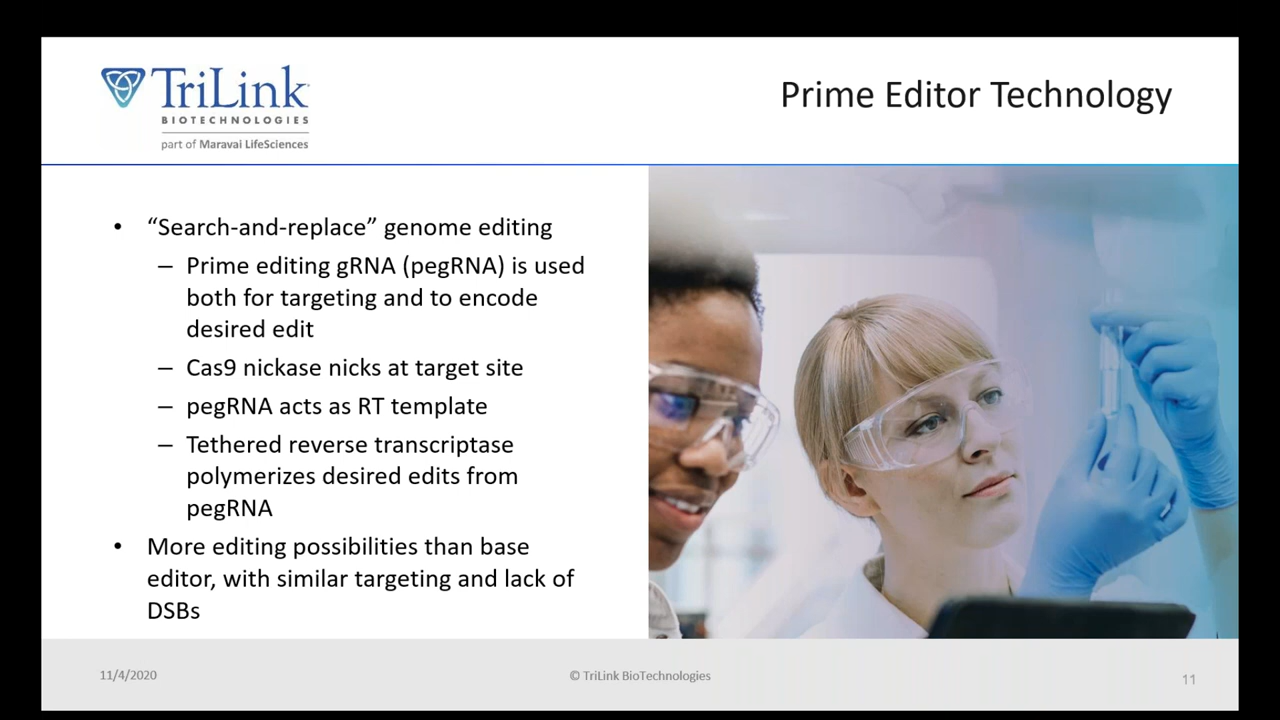 TriLink
BIOTECHNOLOGIES
part of Maravai LifeSciences
Prime Editor Technology
• “Search-and-replace” genome editing
– Prime editing gRNA (pegRNA) is used
both for targeting and to encode
desired edit
– Cas9 nickase nicks at target site
– pegRNA acts as RT template
– Tethered reverse transcriptase
polymerizes desired edits from
pegRNA
• More editing possibilities than base
editor, with similar targeting and lack of
DSBs
11/4/2020
© TriLink BioTechnologies
11